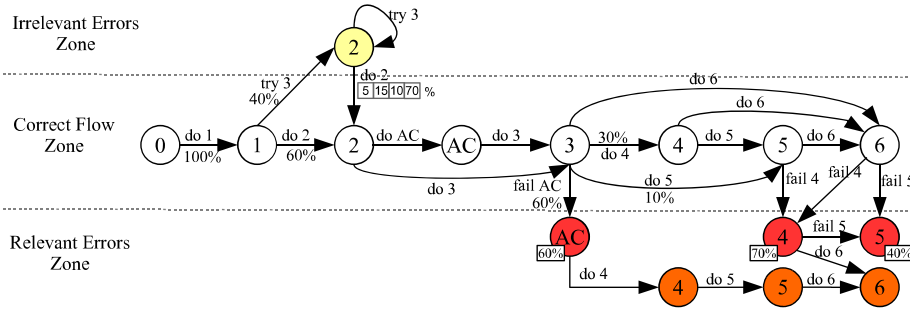 Irrelevant Errors
Zone
try 3
2
try 3
40%
do 2
5 15 10 70 %
Correct Flow
Zone
0
do 1
100%
1
do 2
60%
2
do AC
AC
do 3
3
30%
do 4
4
do 5
5
do 6
6
do 6
do 6
do 3
do 5
10%
fail AC
60%
fail 4
fail 4
fail 5
Relevant Errors
Zone
AC
60%
4
70%
fail 5
5
40%
do 6
do 4
4
do 5
5
do 6
6